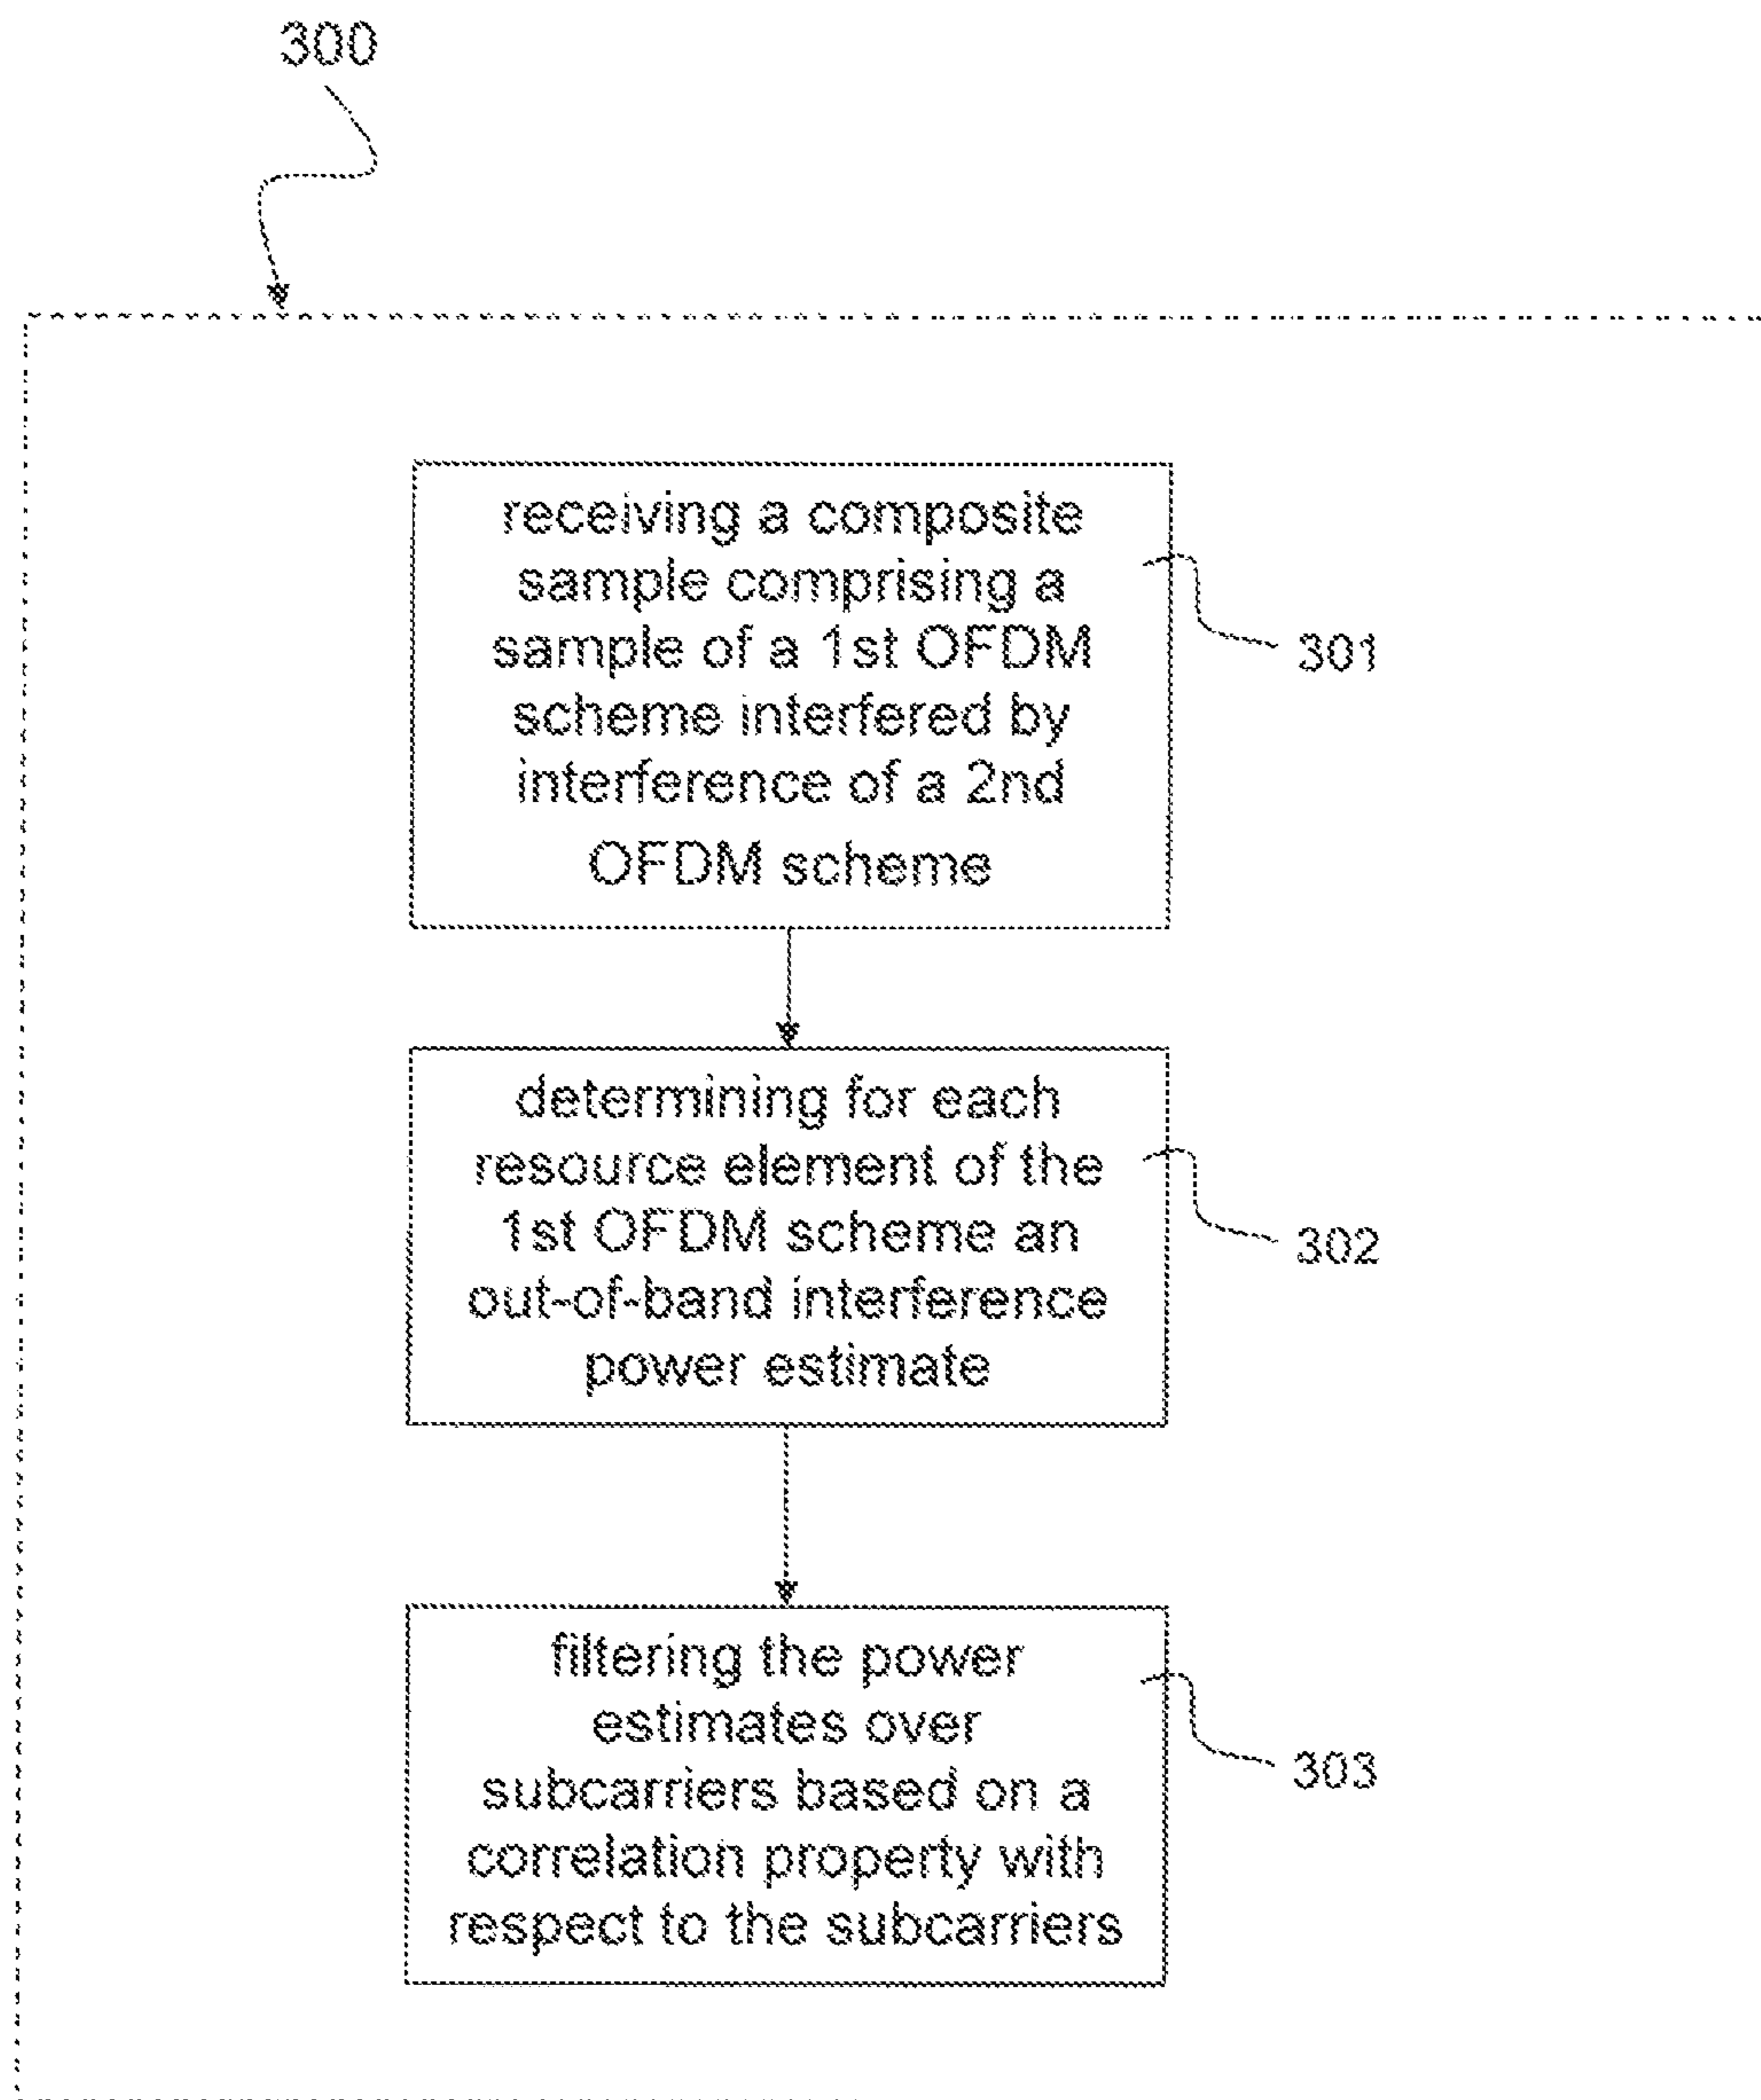 300
receiving a composite
sample comprising a
sample of a 1st OFDM
scheme interfered by
interference of a 2nd
OFDM scheme
301
determining for each
resource element of the
1st OFDM scheme an
out-of-band interference
power estimate
302
filtering the power
estimates over
subcarriers based on a
correlation property with
respect to the subcarriers
303